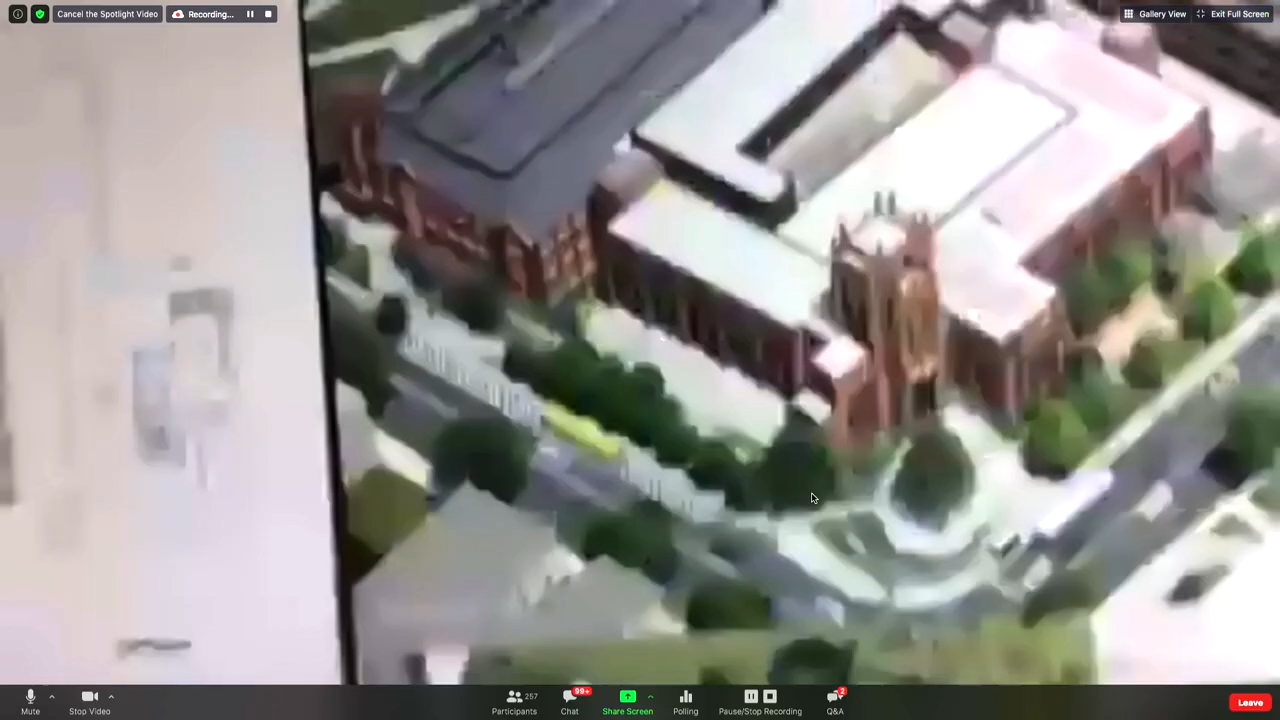 Cancel the Spotlight Video
Recording...
Gallery View
Exit Full Screen
Mute
Stop Video
257
Participants
99+
Chat
Share Screen
Polling
Pause/Stop Recording
2
Q&A
Leave